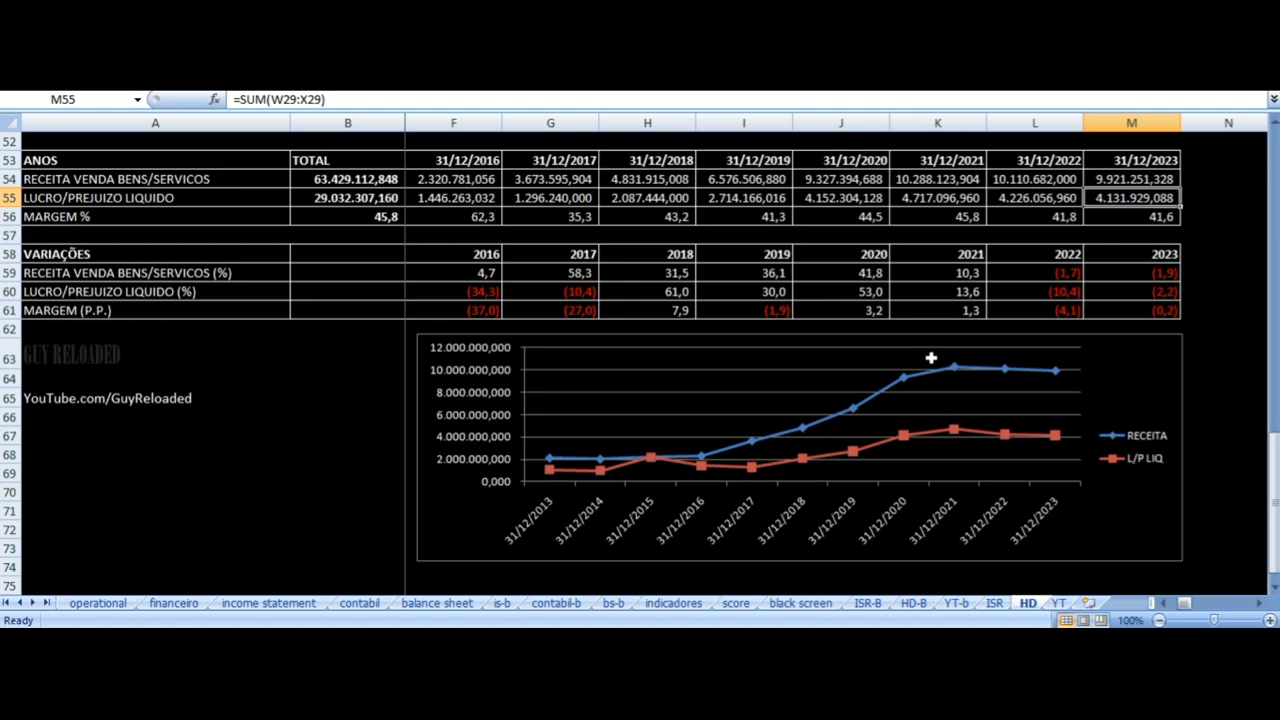 M55 fx =SUM(W29:X29)
A B F G H I J K L M N
52
53 ANOS TOTAL 31/12/2016 31/12/2017 31/12/2018 31/12/2019 31/12/2020 31/12/2021 31/12/2022 31/12/2023
54 RECEITA VENDA BENS/SERVICOS 63.429.112,848 2.320.781,056 3.673.595,904 4.831.915,008 6.576.506,880 9.327.394,688 10.288.123,904 10.110.682,000 9.921.251,328
55 LUCRO/PREJUIZO LIQUIDO 29.032.307,160 1.446.263,032 1.296.240,000 2.087.444,000 2.714.166,016 4.152.304,128 4.717.096,960 4.226.056,960 4.131.929,088
56 MARGEM % 45,8 62,3 35,3 43,2 41,3 44,5 45,8 41,8 41,6
57
58 VARIAÇÕES 2016 2017 2018 2019 2020 2021 2022 2023
59 RECEITA VENDA BENS/SERVICOS (%) 4,7 58,3 31,5 36,1 41,8 10,3 (1,7) (1,9)
60 LUCRO/PREJUIZO LIQUIDO (%) (34,3) (10,4) 61,0 30,0 53,0 13,6 (10,4) (2,2)
61 MARGEM (P.P.) (37,0) (27,0) 7,9 (1,9) 3,2 1,3 (4,1) (0,2)
62
63 GUY RELOADED
64
65 YouTube.com/GuyReloaded
66
67
68
69
70
71
72
73
74
75
12.000.000,000
10.000.000,000
8.000.000,000
6.000.000,000
4.000.000,000
2.000.000,000
0,000
31/12/2013 31/12/2014 31/12/2015 31/12/2016 31/12/2017 31/12/2018 31/12/2019 31/12/2020 31/12/2021 31/12/2022 31/12/2023
RECEITA
L/P LIQ
operational financeiro income statement contabil balance sheet is-b contabil-b bs-b indicadores score black screen ISR-B HD-B YT-b ISR HD YT
Ready 100%